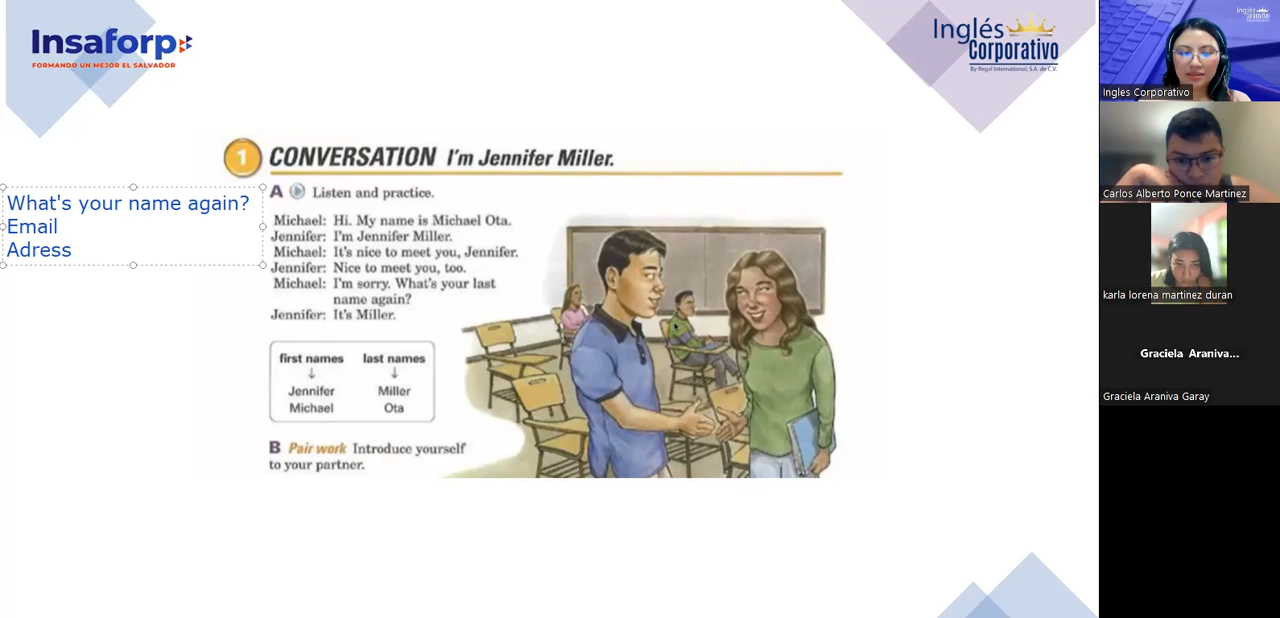 Insaforp
FORMANDO UN MEJOR EL SALVADOR
Inglés
Corporativo
By Regal International, S.A. de C.V.
1 CONVERSATION I'm Jennifer Miller.
A Listen and practice.
What's your name again?
Email
Adress
Michael: Hi. My name is Michael Ota.
Jennifer: I'm Jennifer Miller.
Michael: It's nice to meet you, Jennifer.
Jennifer: Nice to meet you, too.
Michael: I'm sorry. What's your last
name again?
Jennifer: It's Miller.
first names last names
↓ ↓
Jennifer Miller
Michael Ota
B Pair work Introduce yourself
to your partner.
Ingles Corporativo
Carlos Alberto Ponce Martinez
karla lorena martinez duran
Graciela Araniva...
Graciela Araniva Garay